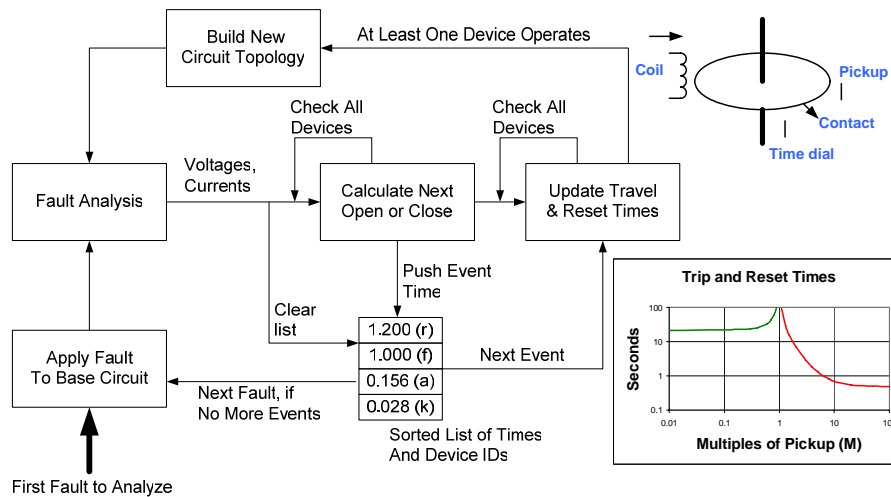 Build New
Circuit Topology
At Least One Device Operates
Coil
Pickup
Contact
Time dial
Check All
Devices
Check All
Devices
Voltages,
Currents
Fault Analysis
Calculate Next
Open or Close
Update Travel
& Reset Times
Push Event
Time
Clear
list
1.200 (r)
1.000 (f)
0.156 (a)
0.028 (k)
Next Event
Apply Fault
To Base Circuit
Next Fault, if
No More Events
Sorted List of Times
And Device IDs
First Fault to Analyze
Trip and Reset Times
Seconds
100
10
1
0.1
0.01
0.1
1
10
Multiples of Pickup (M)